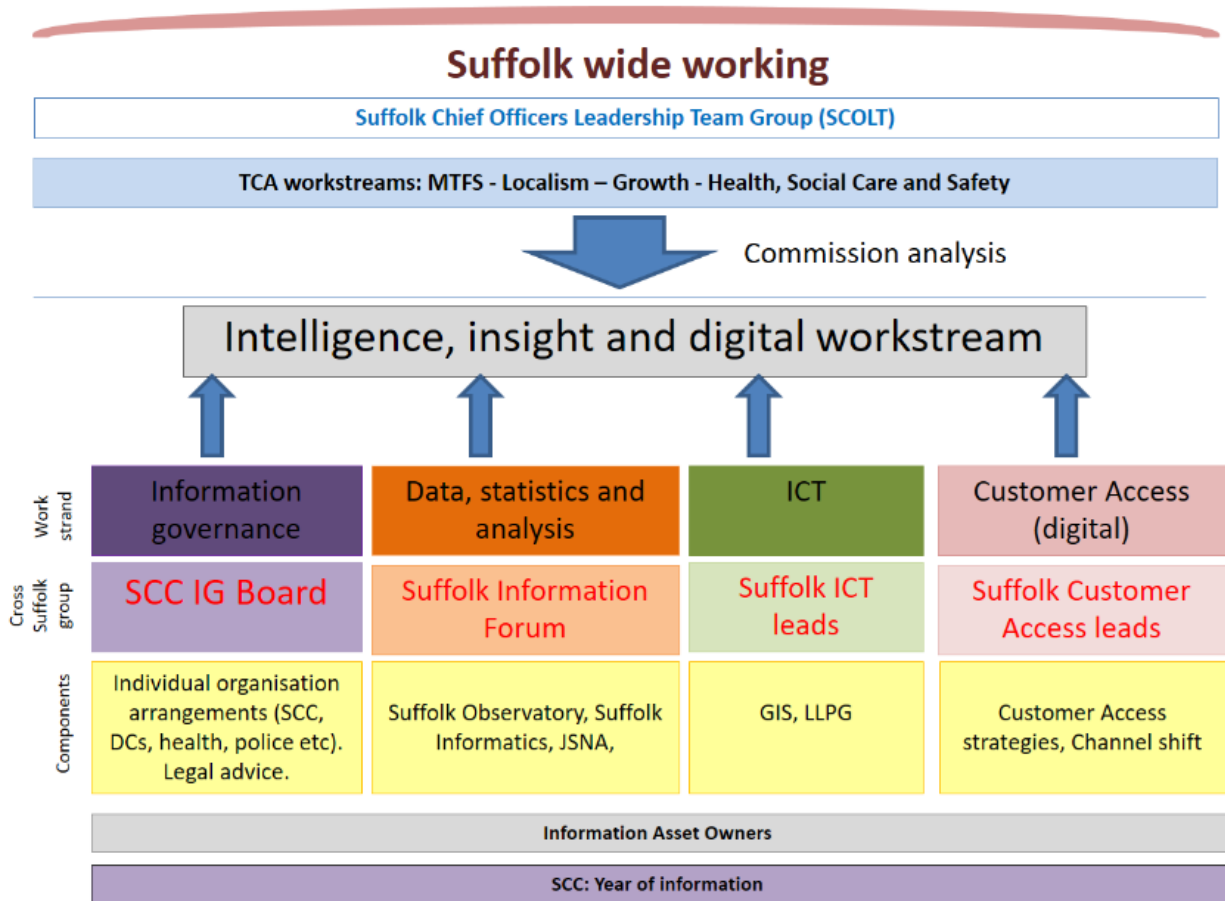 Suffolk wide working
Suffolk Chief Officers Leadership Team Group (SCOLT)
TCA workstreams: MTFS - Localism – Growth - Health, Social Care and Safety
Commission analysis
Intelligence, insight and digital workstream
Work
strand
Information
governance
Data, statistics and
analysis
ICT
Customer Access
(digital)
Cross
Suffolk
group
SCC IG Board
Suffolk Information
Forum
Suffolk ICT
leads
Suffolk Customer
Access leads
Components
Individual organisation
arrangements (SCC,
DCs, health, police etc).
Legal advice.
Suffolk Observatory, Suffolk
Informatics, JSNA,
GIS, LLPG
Customer Access
strategies, Channel shift
Information Asset Owners
SCC: Year of information